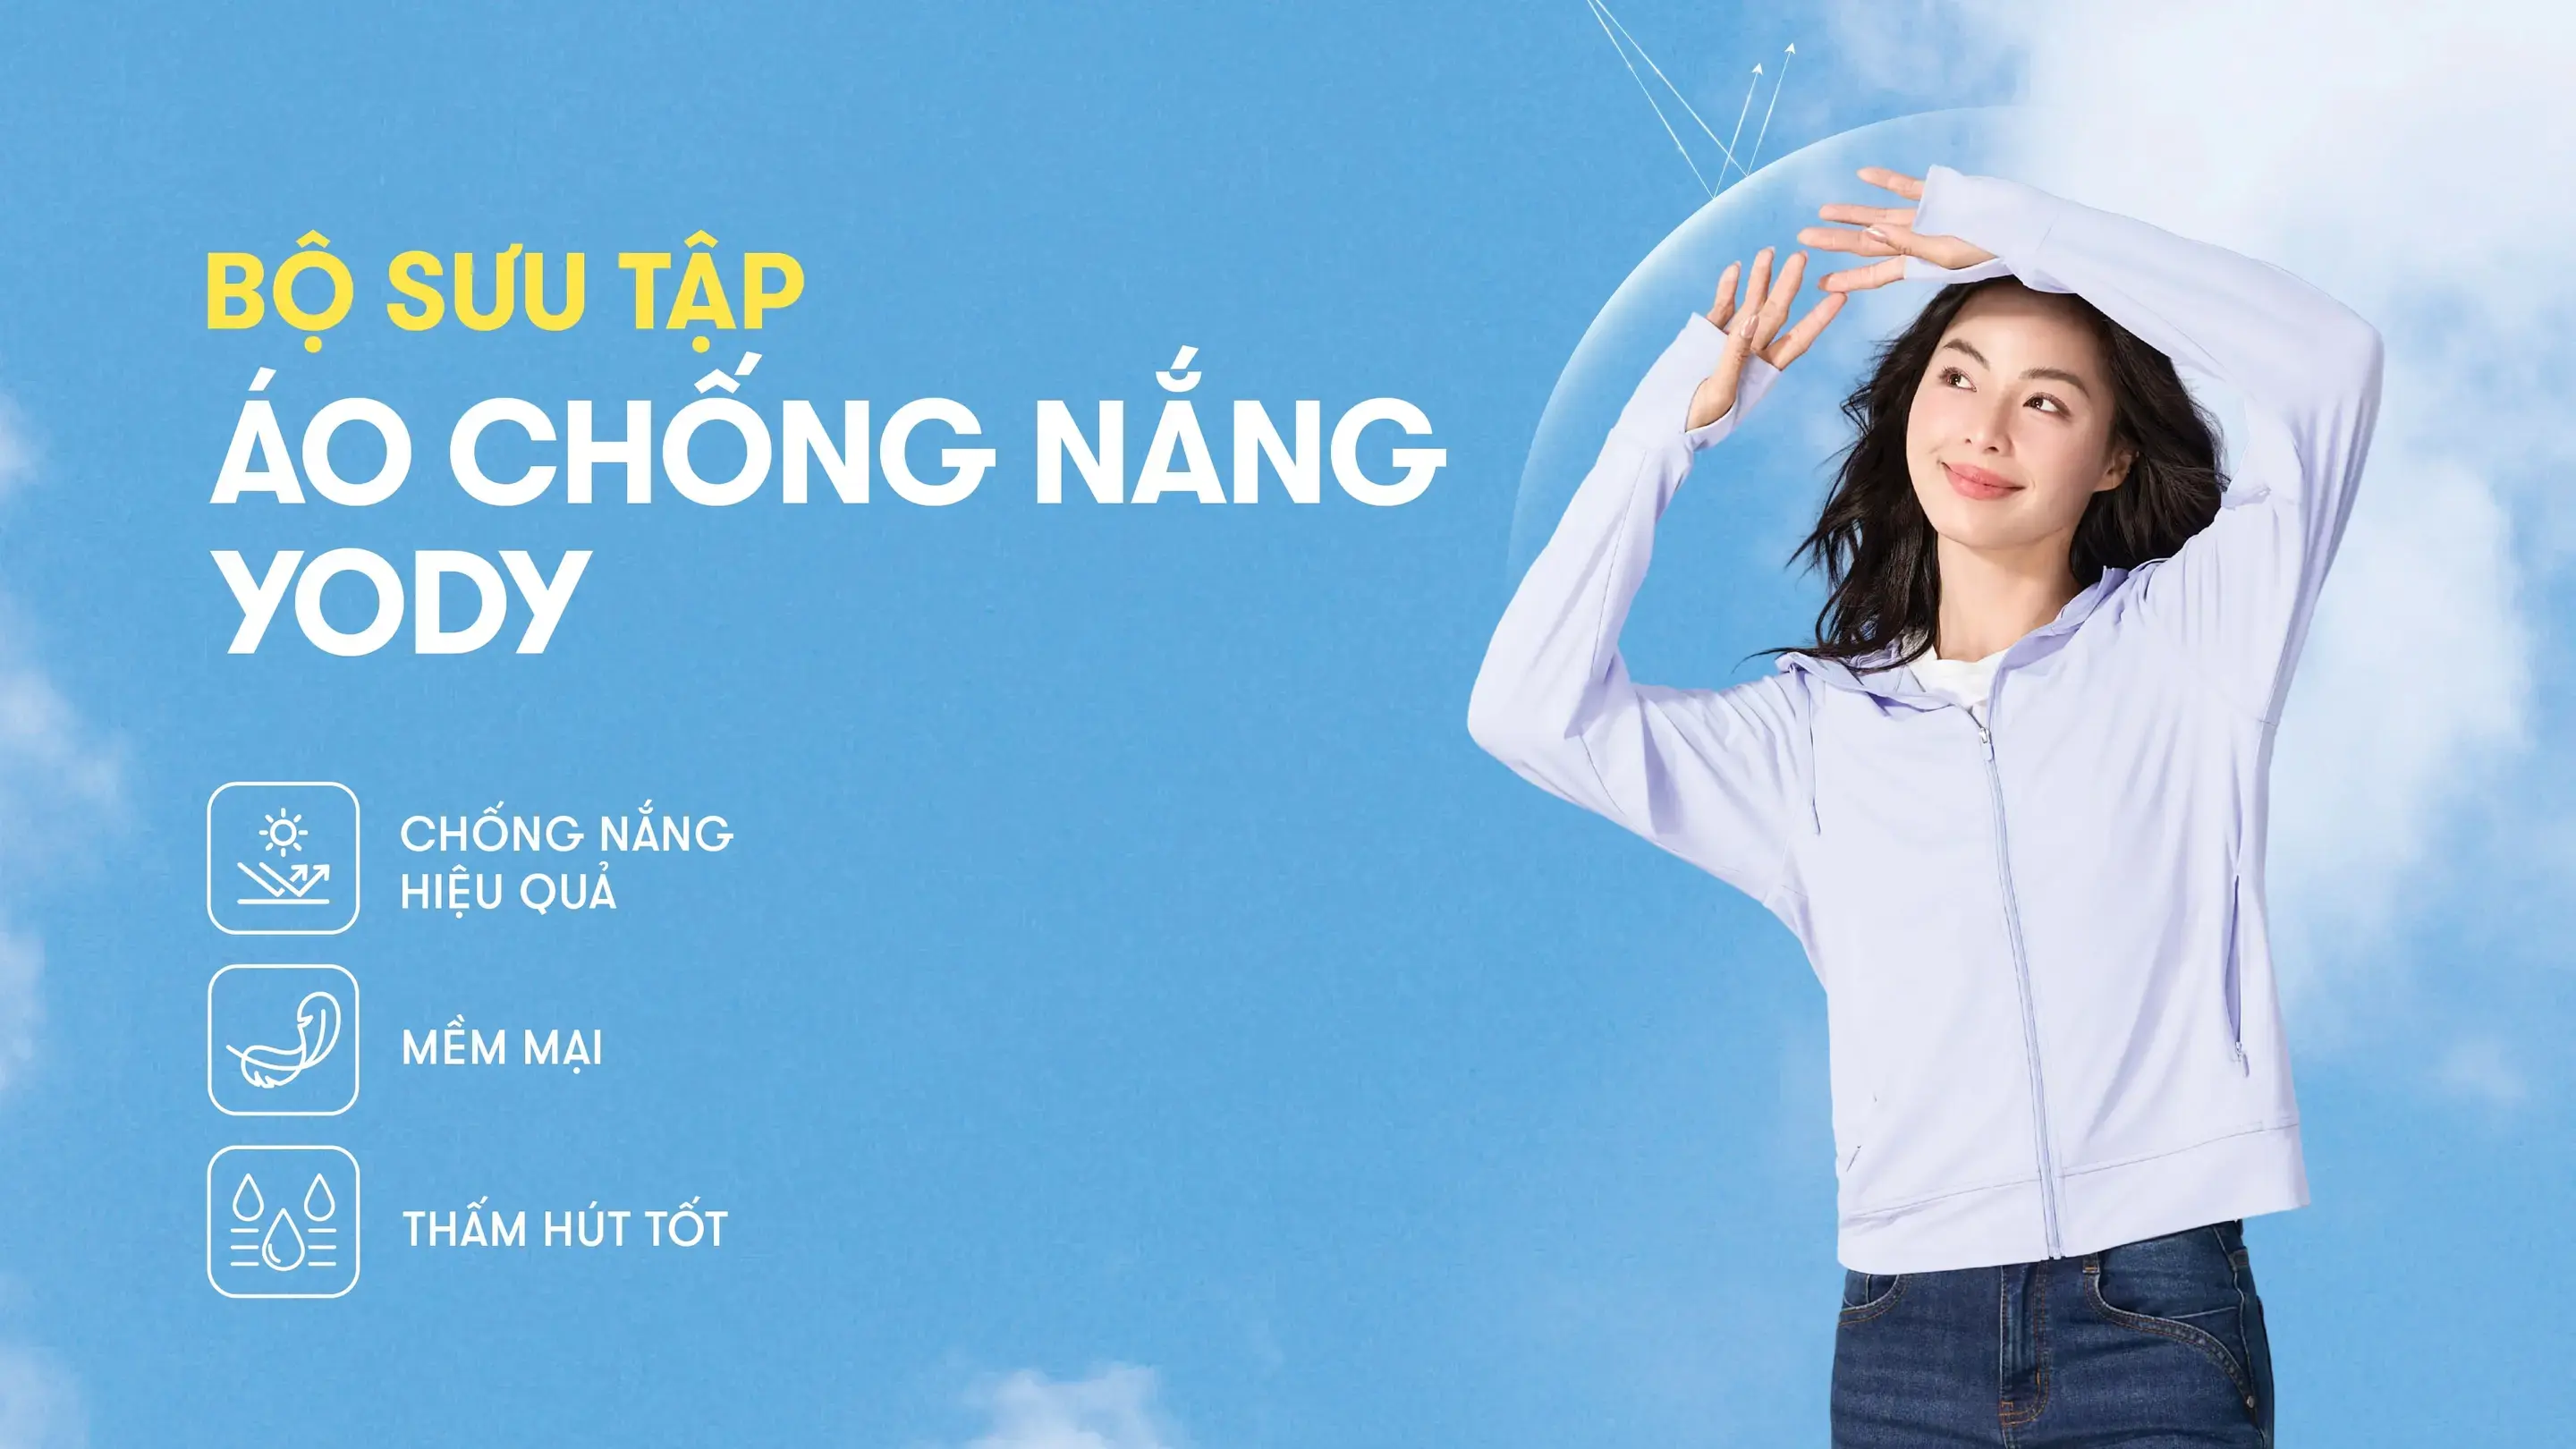 BỘ SƯU TẬP
ÁO CHỐNG NẮNG
YODY
CHỐNG NẮNG
HIỆU QUẢ
MỀM MẠI
THẤM HÚT TỐT